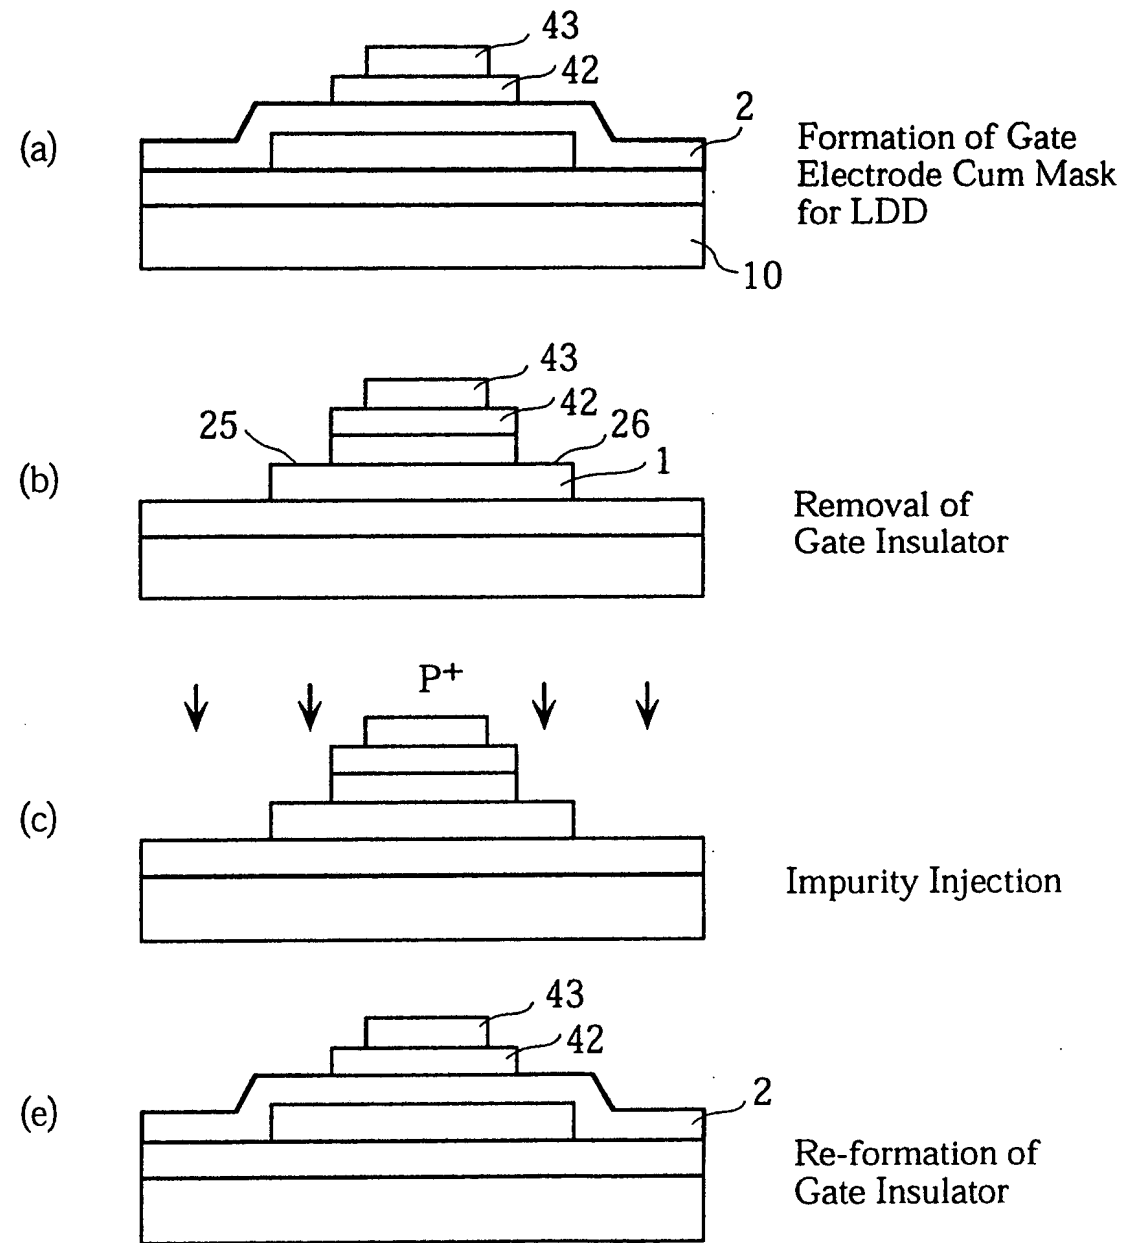 43
42
2
(a)
Formation of Gate
Electrode Cum Mask
for LDD
10
43
42
25
26
1
(b)
Removal of
Gate Insulator
P+
(c)
Impurity Injection
43
42
2
(e)
Re-formation of
Gate Insulator